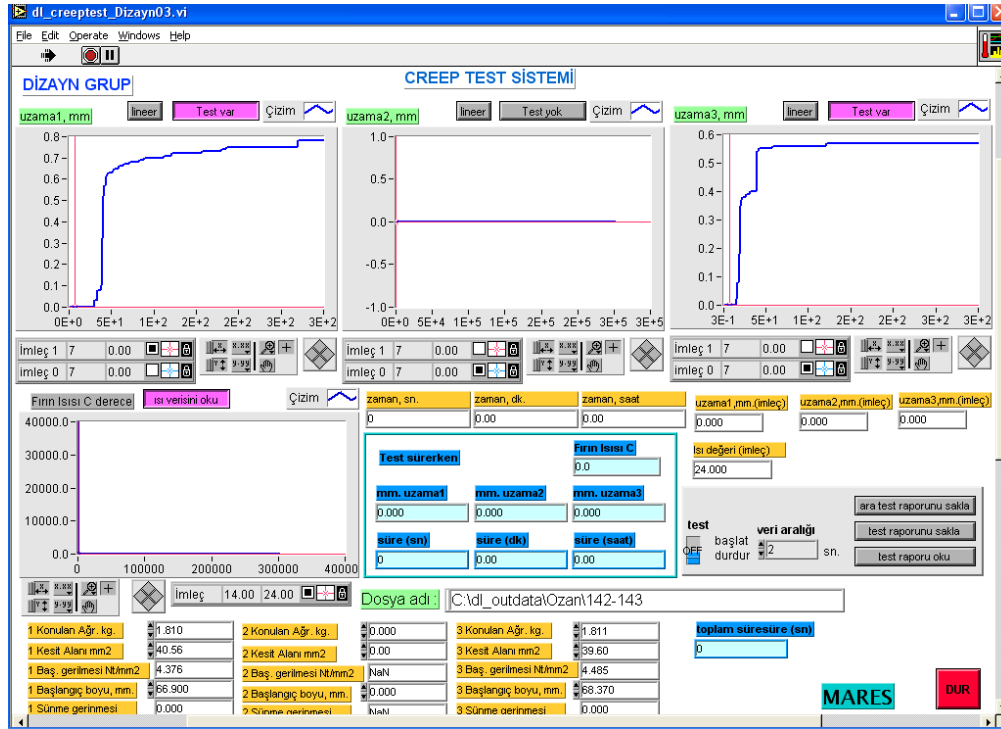 dl_creeptest_Dizayn03.vi
File Edit Operate Windows Help
DİZAYN GRUP
CREEP TEST SİSTEMİ
uzama1, mm lineer Test var Çizim
uzama2, mm lineer Test yok Çizim
uzama3, mm lineer Test var Çizim
0.8
0.7
0.6
0.5
0.4
0.3
0.2
0.1
0.0
0E+0 5E+1 1E+2 2E+2 2E+2 3E+2 3E+2
1.0
0.5
0.0
-0.5
-1.0
0E+0 5E+4 1E+5 1E+5 2E+5 2E+5 3E+5 3E+5
0.6
0.5
0.4
0.3
0.2
0.1
0.0
3E-1 5E+1 1E+2 2E+2 2E+2 3E+2 3E+2
İmleç 1 7 0.00
imleç 0 7 0.00
İmleç 1 7 0.00
imleç 0 7 0.00
İmleç 1 7 0.00
imleç 0 7 0.00
Fırın Isısı C derece ısı verisini oku Çizim
40000.0
30000.0
20000.0
10000.0
0.0
0 100000 200000 300000 40000
İmleç 14.00 24.00
zaman, sn. zaman, dk. zaman, saat
0 0.00 0.00
uzama1,mm.(imleç) uzama2,mm.(imleç) uzama3,mm.(imleç)
0.000 0.000 0.000
Isı değeri (imleç)
24.000
Test sürerken
Fırın Isısı C
0.0
mm. uzama1 mm. uzama2 mm. uzama3
0.000 0.000 0.000
süre (sn) süre (dk) süre (saat)
0 0.00 0.00
test
başlat
OFF durdur
veri aralığı
2 sn.
ara test raporunu sakla
test raporunu sakla
test raporu oku
Dosya adı : C:\dl_outdata\Ozan\142-143
1 Konulan Ağr. kg. 1.810
1 Kesit Alanı mm2 40.56
1 Baş. gerilmesi Nt/mm2 4.376
1 Başlangıç boyu, mm. 66.900
1 Sünme gerinmesi 0.000
2 Konulan Ağr. kg. 0.000
2 Kesit Alanı mm2 0.000
2 Baş. gerilmesi Nt/mm2 NaN
2 Başlangıç boyu, mm. 0.000
2 Sünme gerinmesi NaN
3 Konulan Ağr. kg. 1.811
3 Kesit Alanı mm2 39.60
3 Baş. gerilmesi Nt/mm2 4.485
3 Başlangıç boyu, mm. 68.370
3 Sünme gerinmesi 0.000
toplam süresüre (sn)
0
MARES
DUR